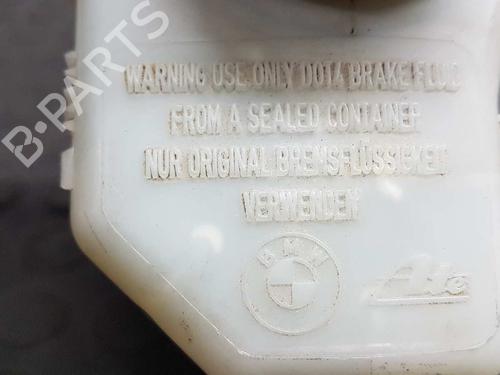 B-PARTS
WARNING USE ONLY DOT4 BRAKE FLUID
FROM A SEALED CONTAINER
NUR ORIGINAL BREMSFLÜSSIGKEIT
VERWENDEN
BMW
Ate